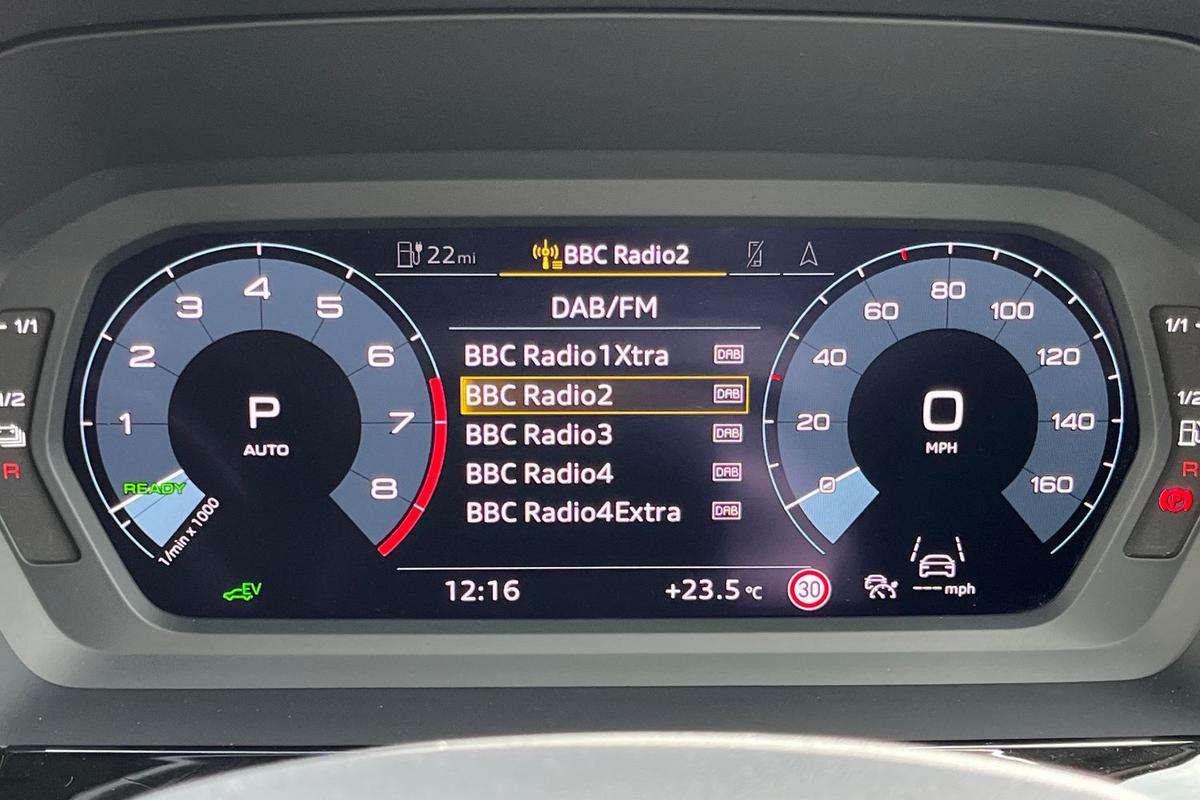 22mi
BBC Radio2
DAB/FM
BBC Radio1Xtra DAB
BBC Radio2 DAB
BBC Radio3 DAB
BBC Radio4 DAB
BBC Radio4Extra DAB
12:16
+23.5 °C
30
---mph
1/1
1/2
R
1
2
3
4
5
6
7
8
P
AUTO
READY
1/min x 1000
EV
0
20
40
60
80
100
120
140
160
0
MPH
1/1
1/2
R
P